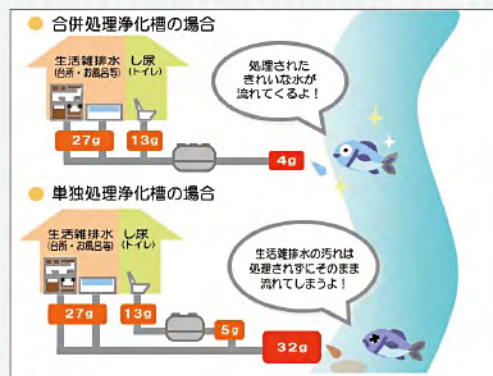 ● 合併処理浄化槽の場合
生活雑排水
(台所・お風呂等)
し尿
(トイレ)
27g
13g
4g
処理された
きれいな水が
流れてくるよ!
● 単独処理浄化槽の場合
生活雑排水
(台所・お風呂等)
し尿
(トイレ)
27g
13g
5g
32g
生活雑排水の汚れは
処理されずにそのまま
流れてしまうよ!